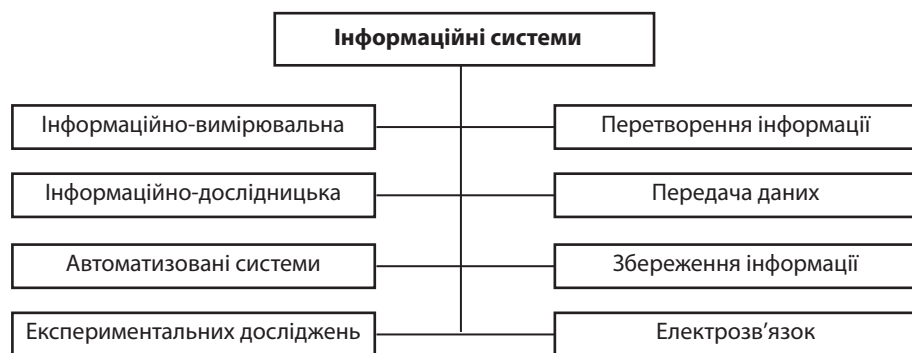 Інформаційні системи
Інформаційно-вимірювальна
Перетворення інформації
Інформаційно-дослідницька
Передача даних
Автоматизовані системи
Збереження інформації
Експериментальних досліджень
Електрозв'язок